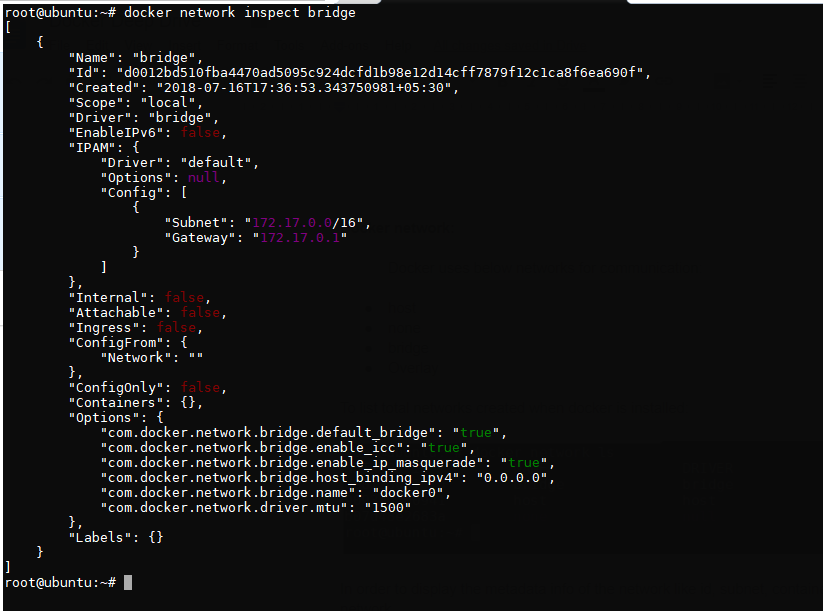 root@ubuntu:~# docker network inspect bridge
[
    {
        "Name": "bridge",
        "Id": "d0012bd510fba4470ad5095c924dcfd1b98e12d14cff7879f12c1ca8f6ea690f",
        "Created": "2018-07-16T17:36:53.343750981+05:30",
        "Scope": "local",
        "Driver": "bridge",
        "EnableIPv6": false,
        "IPAM": {
            "Driver": "default",
            "Options": null,
            "Config": [
                {
                    "Subnet": "172.17.0.0/16",
                    "Gateway": "172.17.0.1"
                }
            ]
        },
        "Internal": false,
        "Attachable": false,
        "Ingress": false,
        "ConfigFrom": {
            "Network": ""
        },
        "ConfigOnly": false,
        "Containers": {},
        "Options": {
            "com.docker.network.bridge.default_bridge": "true",
            "com.docker.network.bridge.enable_icc": "true",
            "com.docker.network.bridge.enable_ip_masquerade": "true",
            "com.docker.network.bridge.host_binding_ipv4": "0.0.0.0",
            "com.docker.network.bridge.name": "docker0",
            "com.docker.network.driver.mtu": "1500"
        },
        "Labels": {}
    }
]
root@ubuntu:~#